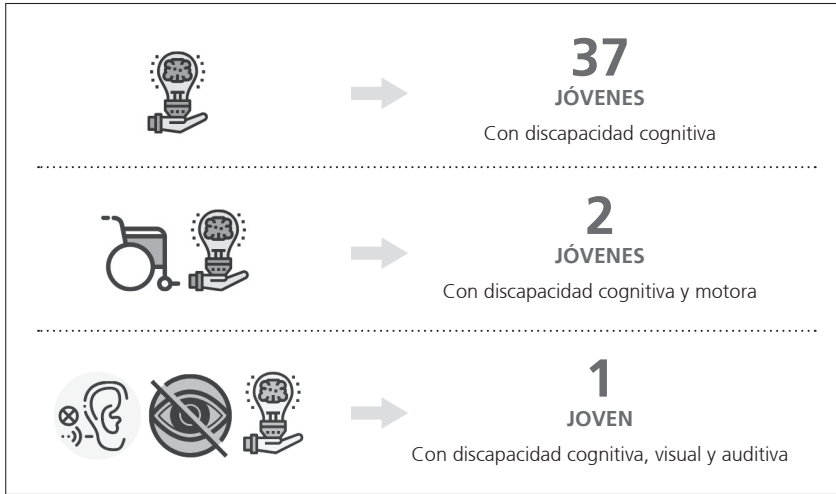 37
JÓVENES
Con discapacidad cognitiva
2
JÓVENES
Con discapacidad cognitiva y motora
1
JOVEN
Con discapacidad cognitiva, visual y auditiva